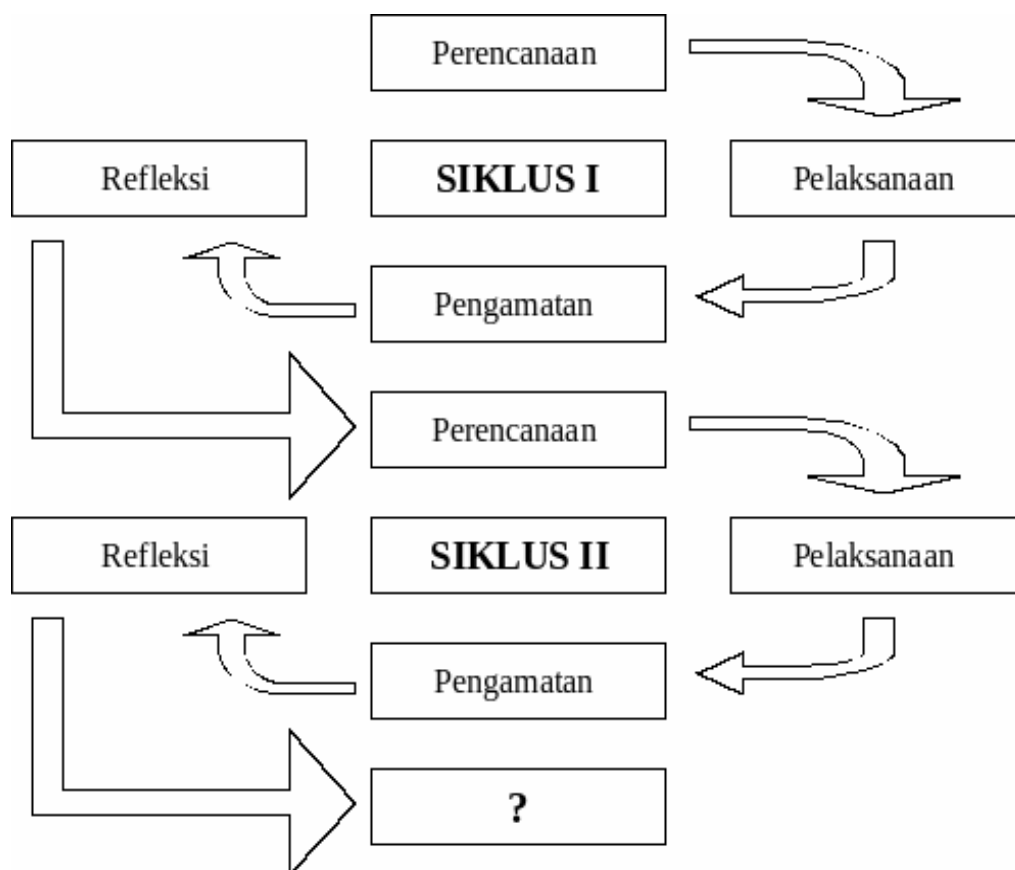 Perencanaan
Refleksi
SIKLUS I
Pelaksanaan
Pengamatan
Perencanaan
Refleksi
SIKLUS II
Pelaksanaan
Pengamatan
?